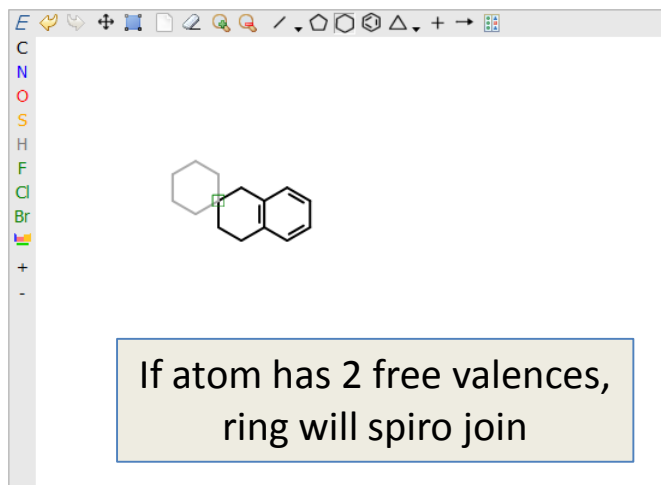 E
C
N
O
S
H
F
Cl
Br
+
-
If atom has 2 free valences,
ring will spiro join